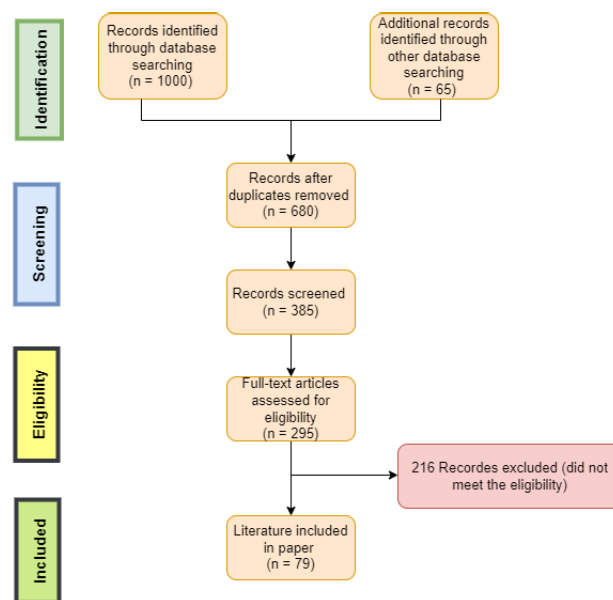 Identification
Records identified
through database
searching
(n = 1000)
Additional records
identified through
other database
searching
(n = 65)
Screening
Records after
duplicates removed
(n = 680)
Records screened
(n = 385)
Eligibility
Full-text articles
assessed for
eligibility
(n = 295)
216 Recordes excluded (did not
meet the eligibility)
Included
Literature included
in paper
(n = 79)